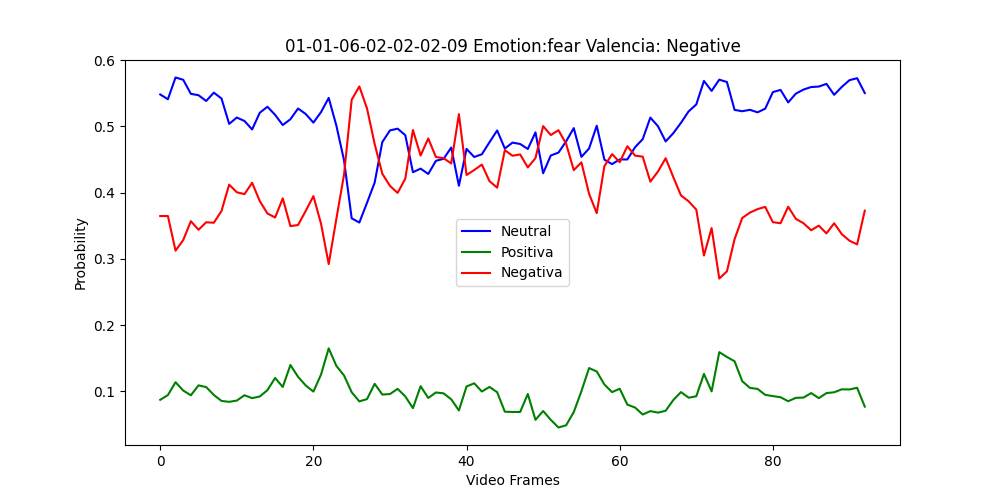 01-01-06-02-02-02-09 Emotion:fear Valencia: Negative
0.6
0.5
0.4
0.3
0.2
0.1
Probability
Neutral
Positiva
Negativa
0 20 40 60 80
Video Frames